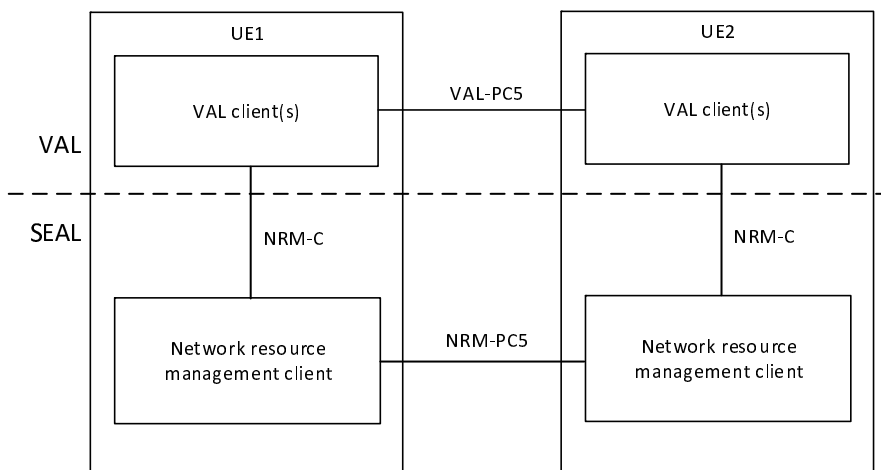 UE1
UE2
VAL client(s)
VAL-PC5
VAL client(s)
VAL
SEAL
NRM-C
NRM-C
Network resource
management client
NRM-PC5
Network resource
management client